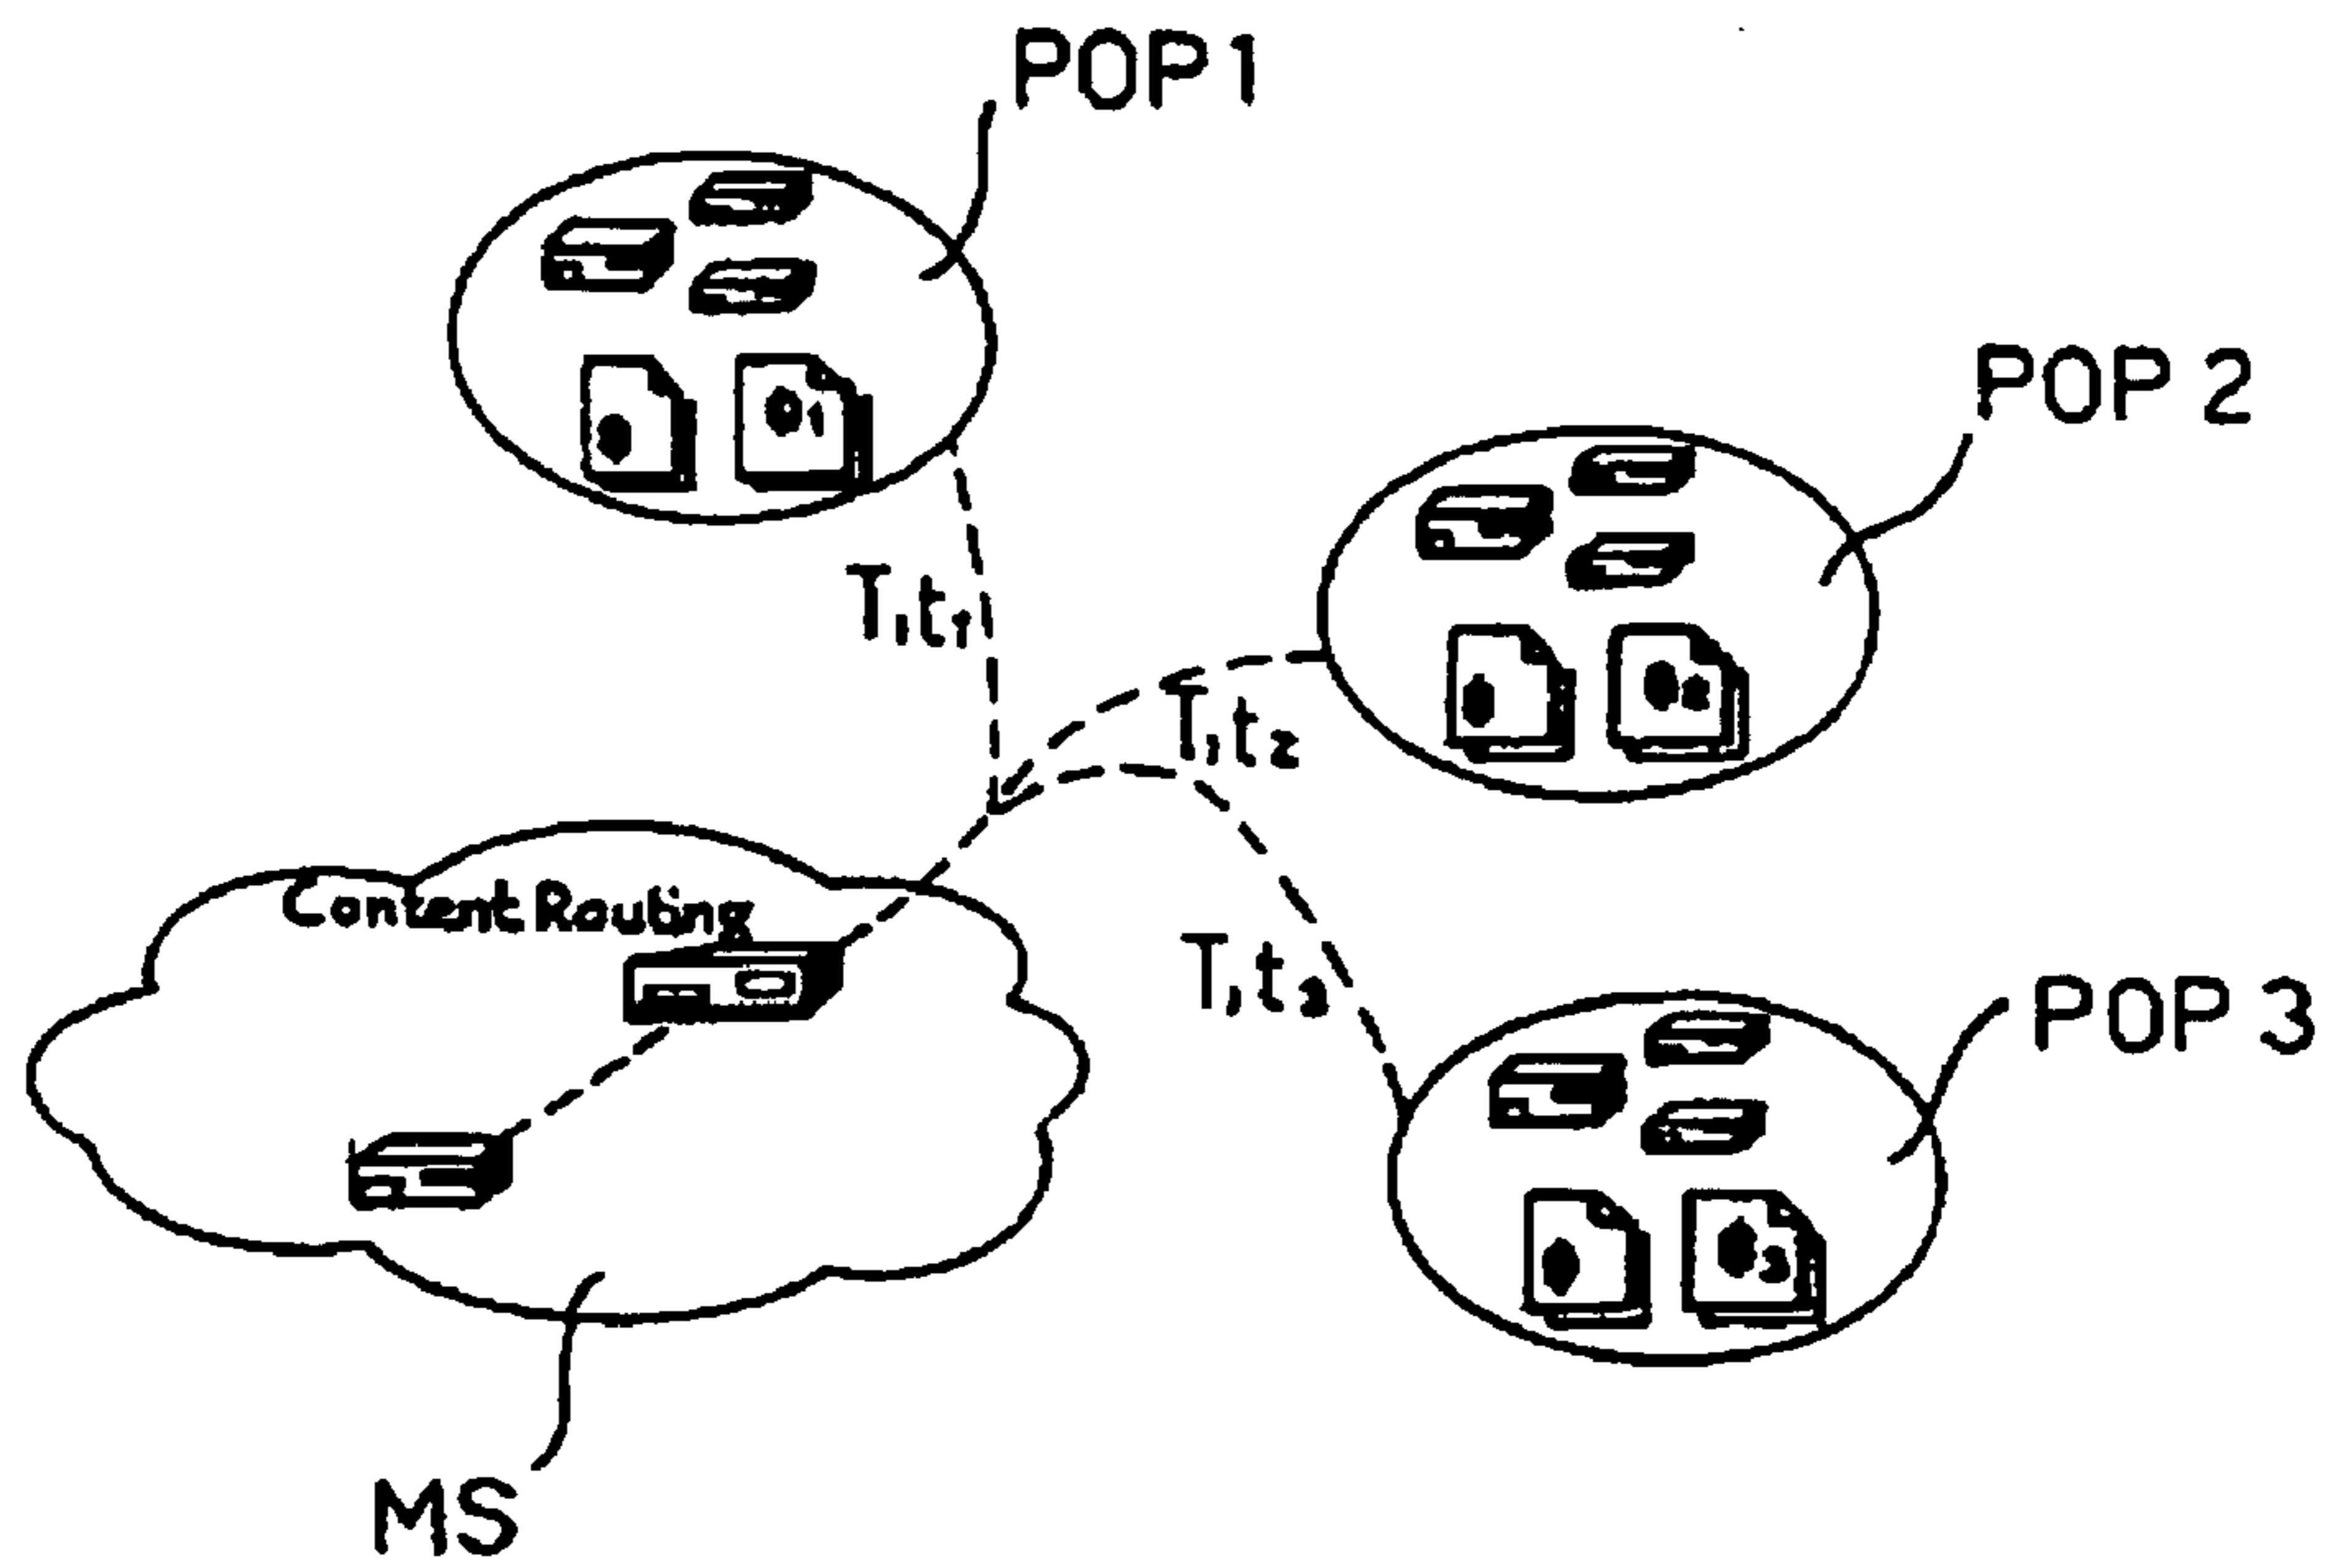 POP1
POP 2
T,t1
T,t2
Content Routing
T,t3
POP 3
MS